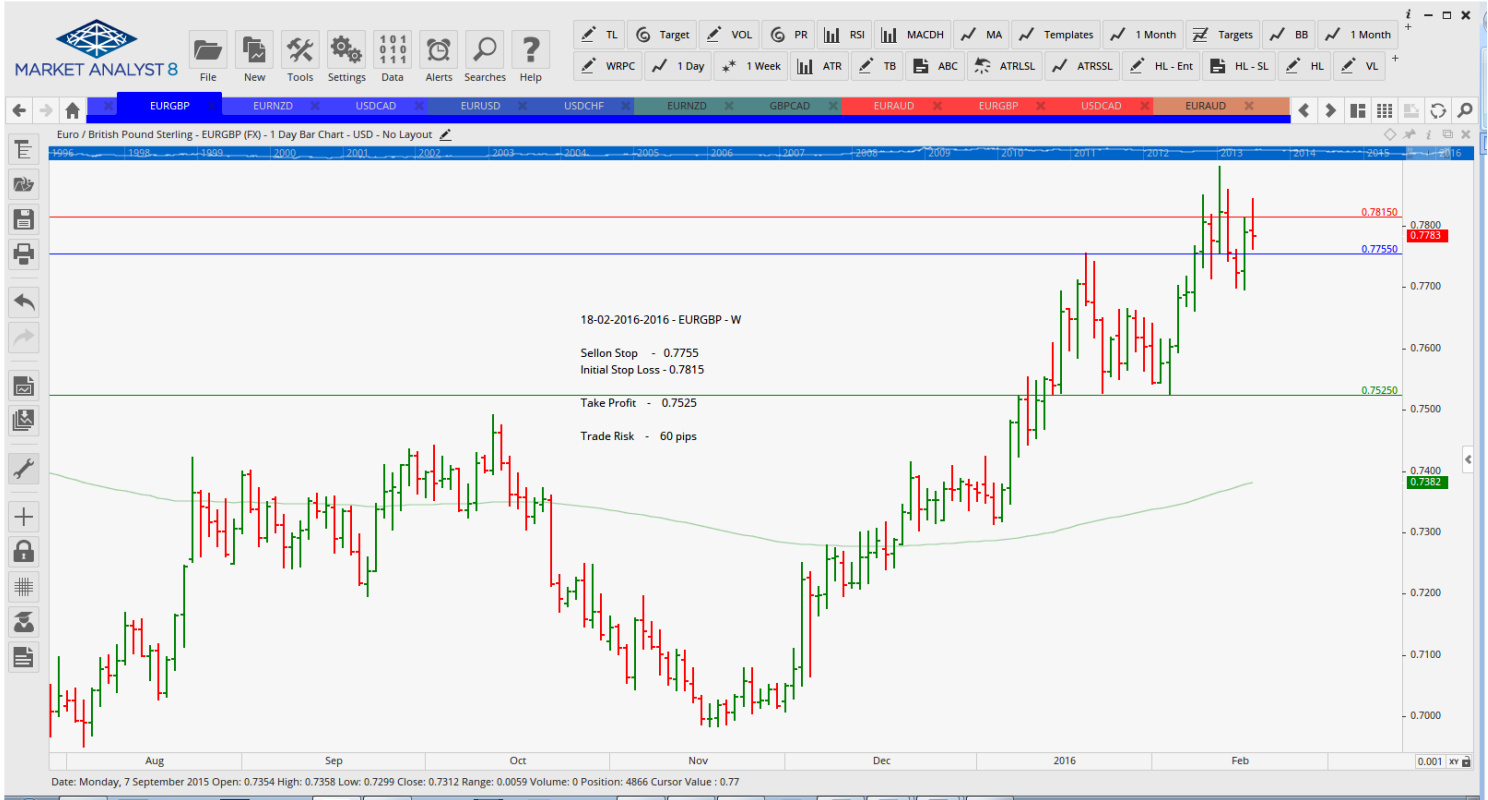 i
TL Target VOL PR RSI MACDH MA Templates 1 Month Targets BB 1 Month
MARKET ANALYST 8
File New Tools Settings Data Alerts Searches Help
101
010
111
WRPC 1 Day 1 Week ATR ABC TB ATRLSL ATRSSL HL - Ent HL - SL HL VL
EURGBP EURNZD USDCAD EURUSD USDCHF EURNZD GBPCAD EURAUD EURGBP USDCAD EURAUD
Euro / British Pound Sterling - EURGBP (FX) - 1 Day Bar Chart - USD - No Layout
i
1996 1998 1999 2000 2001 2002 2003 2004 2005 2006 2007 2008 2009 2010 2011 2012 2013 2014 2015 2016
0.78150
0.7800
0.7783
0.77550
0.7700
18-02-2016-2016 - EURGBP - W
Sellon Stop - 0.7755
Initial Stop Loss - 0.7815
0.7600
Take Profit - 0.7525
0.75250
0.7500
Trade Risk - 60 pips
0.7400
0.7382
0.7300
0.7200
0.7100
0.7000
Aug Sep Oct Nov Dec 2016 Feb
0.001 XY
Date: Monday, 7 September 2015 Open: 0.7354 High: 0.7358 Low: 0.7299 Close: 0.7312 Range: 0.0059 Volume: 0 Position: 4866 Cursor Value : 0.77